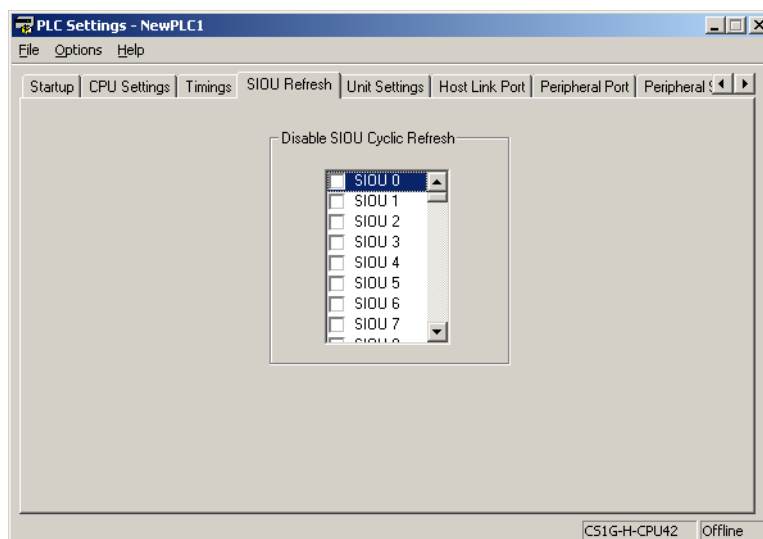 PLC Settings - NewPLC1
File Options Help
Startup CPU Settings Timings SIOU Refresh Unit Settings Host Link Port Peripheral Port Peripheral
Disable SIOU Cyclic Refresh
SIOU 0
SIOU 1
SIOU 2
SIOU 3
SIOU 4
SIOU 5
SIOU 6
SIOU 7
CS1G-H-CPU42 Offline